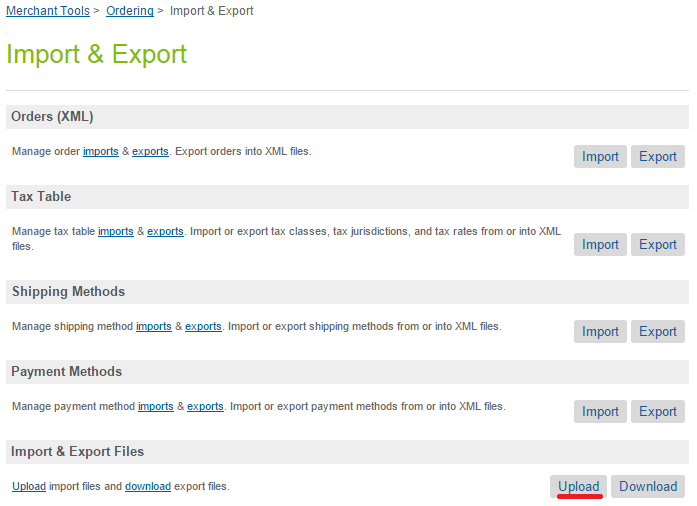 Merchant Tools > Ordering > Import & Export
Import & Export
Orders (XML)
Manage order imports & exports. Export orders into XML files.
Import Export
Tax Table
Manage tax table imports & exports. Import or export tax classes, tax jurisdictions, and tax rates from or into XML
files.
Import Export
Shipping Methods
Manage shipping method imports & exports. Import or export shipping methods from or into XML files.
Import Export
Payment Methods
Manage payment method imports & exports. Import or export payment methods from or into XML files.
Import Export
Import & Export Files
Upload import files and download export files.
Upload Download